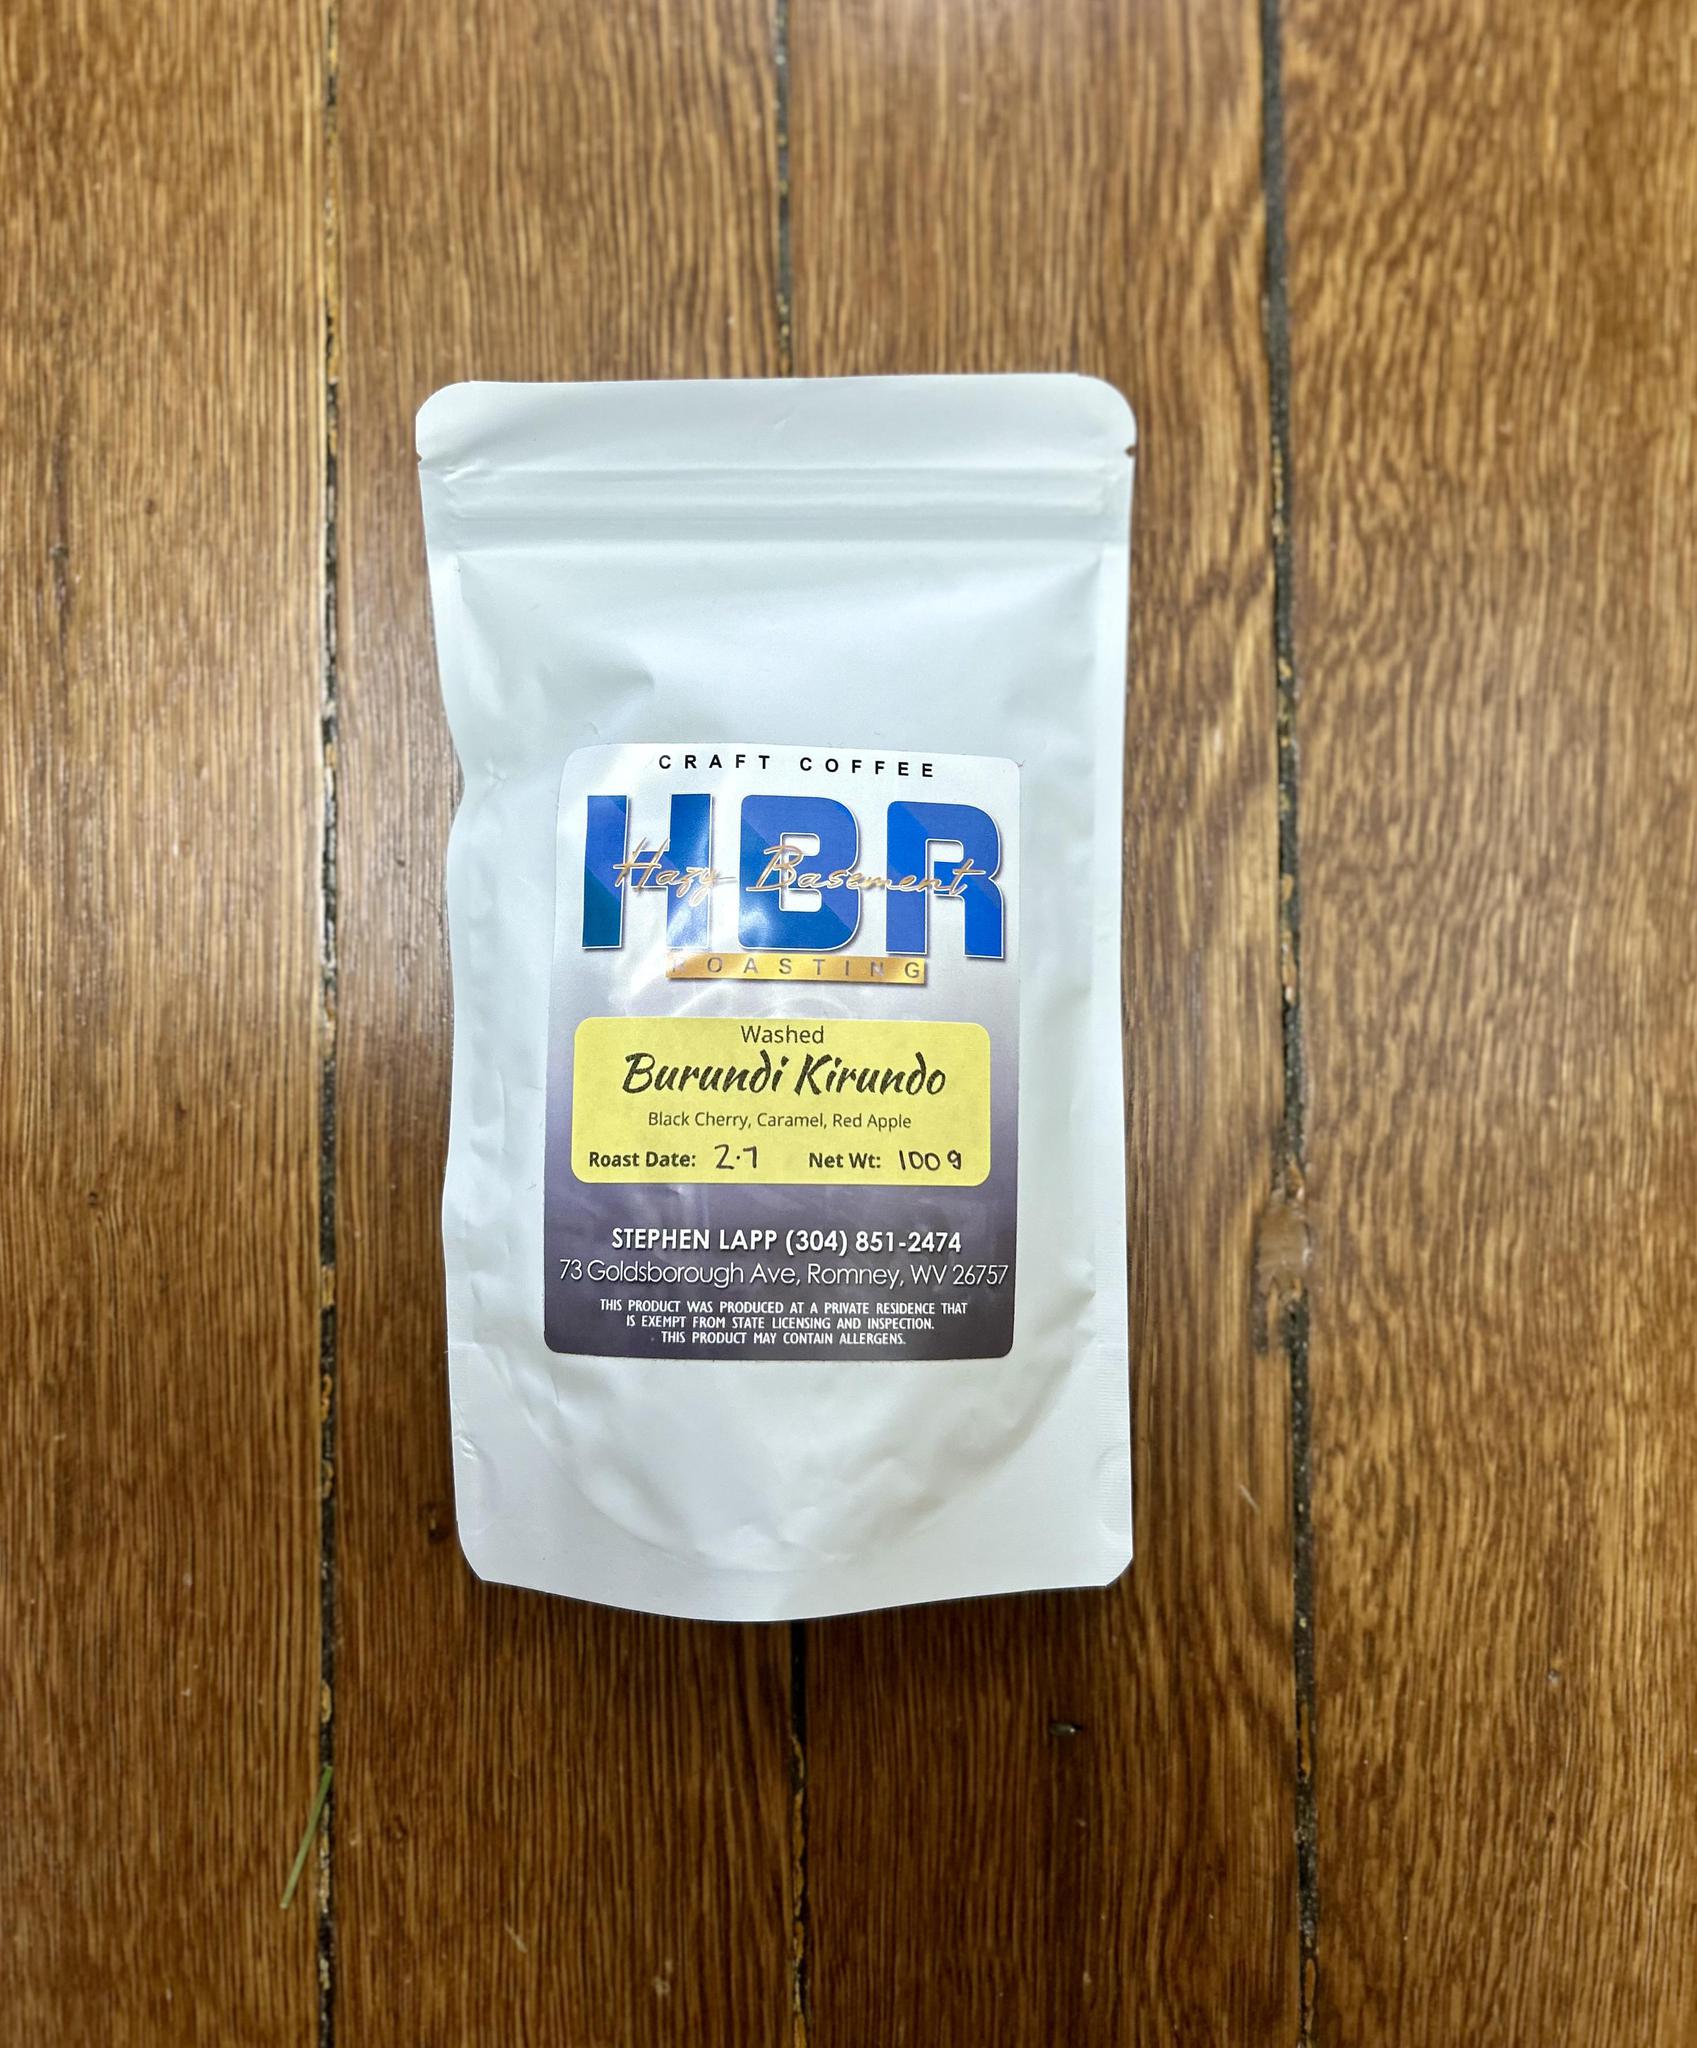 CRAFT COFFEE
HBR
Hazy Basement
ROASTING
Washed
Burundi Kirundo
Black Cherry, Caramel, Red Apple
Roast Date: 2·7 Net Wt: 100g
STEPHEN LAPP (304) 851-2474
73 Goldsborough Ave, Romney, WV 26757
THIS PRODUCT WAS PRODUCED AT A PRIVATE RESIDENCE THAT
IS EXEMPT FROM STATE LICENSING AND INSPECTION.
THIS PRODUCT MAY CONTAIN ALLERGENS.